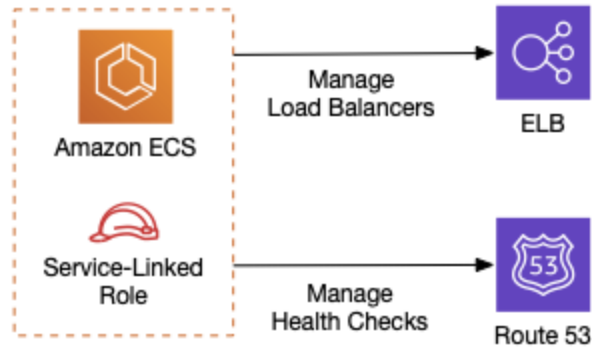 Amazon ECS
Service-Linked
Role
Manage
Load Balancers
ELB
Manage
Health Checks
53
Route 53